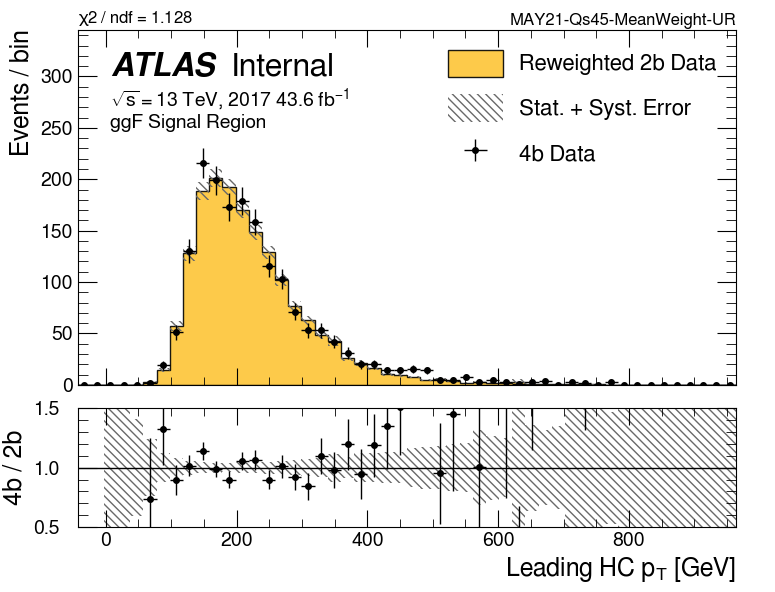 χ2 / ndf = 1.128 MAY21-Qs45-MeanWeight-UR
ATLAS Internal
√s = 13 TeV, 2017 43.6 fb⁻¹
ggF Signal Region
Reweighted 2b Data
Stat. + Syst. Error
4b Data
Events / bin
300
250
200
150
100
50
0
4b / 2b
1.5
1.0
0.5
0 200 400 600 800
Leading HC pT [GeV]